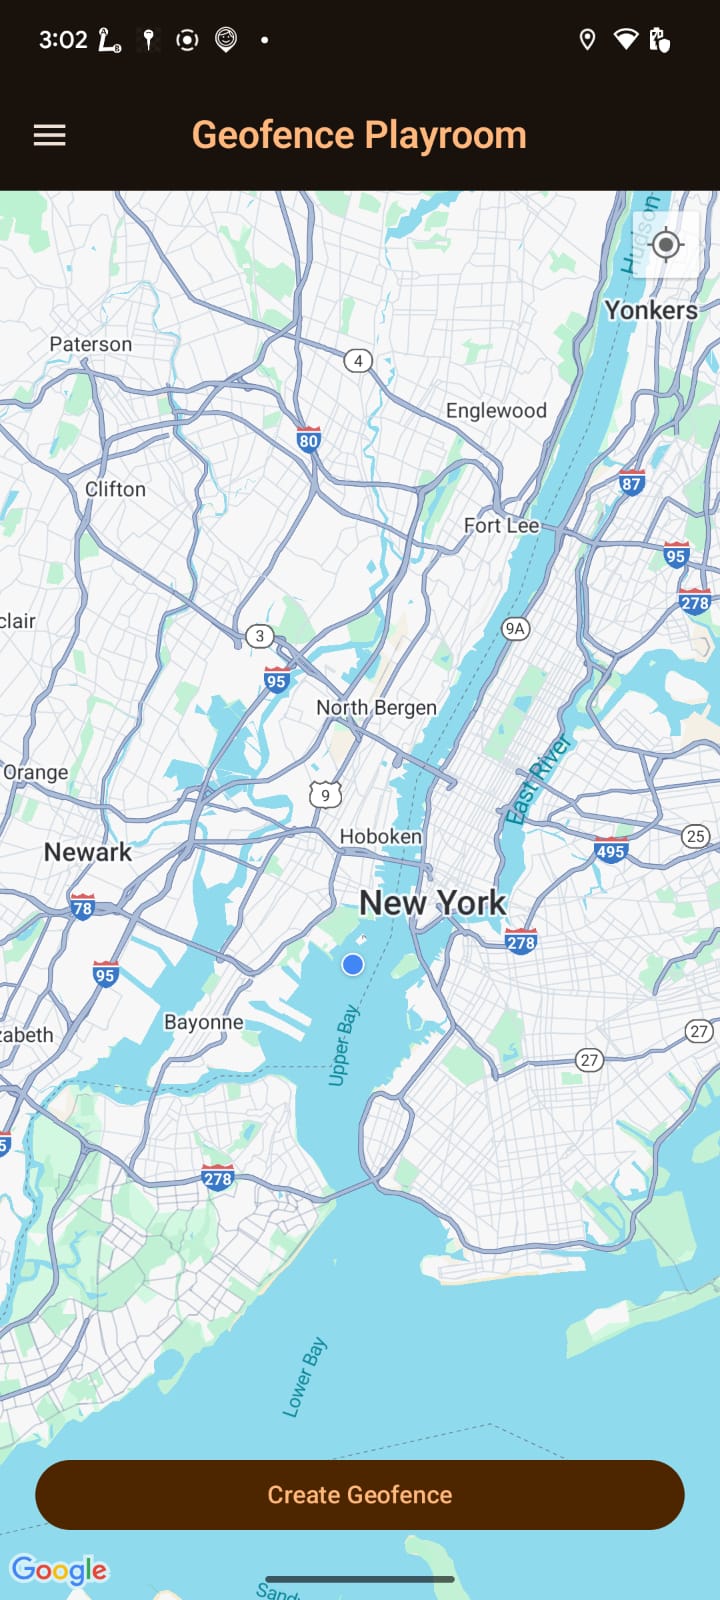 3:02
Geofence Playroom
Hudson
Yonkers
Paterson
4
Englewood
80
87
Clifton
Fort Lee
95
278
clair
9A
3
95
North Bergen
East River
Orange
9
Hoboken
25
495
Newark
New York
78
278
95
Bayonne
Upper Bay
zabeth
27
27
5
278
Lower Bay
Create Geofence
Google
Sand